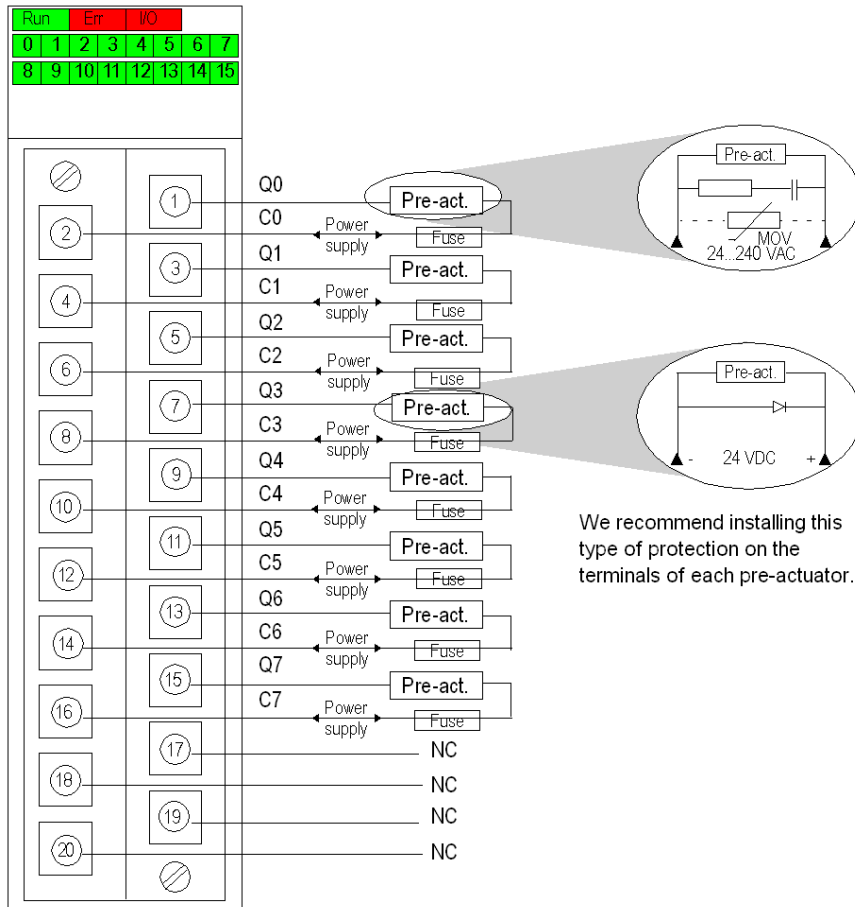 Run Err I/O
0 1 2 3 4 5 6 7
8 9 10 11 12 13 14 15
1 Q0 Pre-act.
2 C0 Power supply Fuse
3 Q1 Pre-act.
4 C1 Power supply Fuse
5 Q2 Pre-act.
6 C2 Power supply Fuse
7 Q3 Pre-act.
8 C3 Power supply Fuse
9 Q4 Pre-act.
10 C4 Power supply Fuse
11 Q5 Pre-act.
12 C5 Power supply Fuse
13 Q6 Pre-act.
14 C6 Power supply Fuse
15 Q7 Pre-act.
16 C7 Power supply Fuse
17 NC
18 NC
19 NC
20 NC
Pre-act.
MOV
24...240 VAC
Pre-act.
- 24 VDC +
We recommend installing this
type of protection on the
terminals of each pre-actuator.